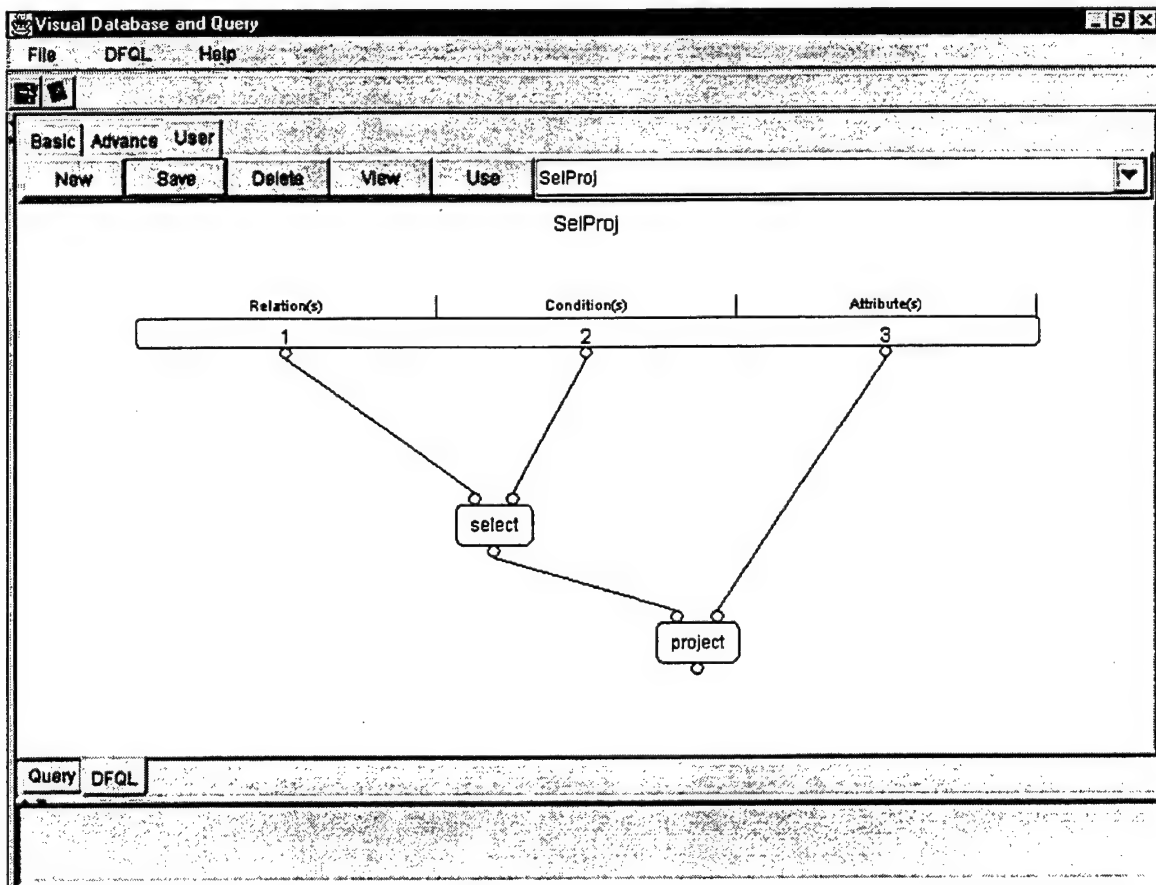 Visual Database and Query
File DFQL Help
Basic Advance User
New Save Delete View Use SelProj
SelProj
Relation(s) Condition(s) Attribute(s)
1 2 3
select
project
Query DFQL